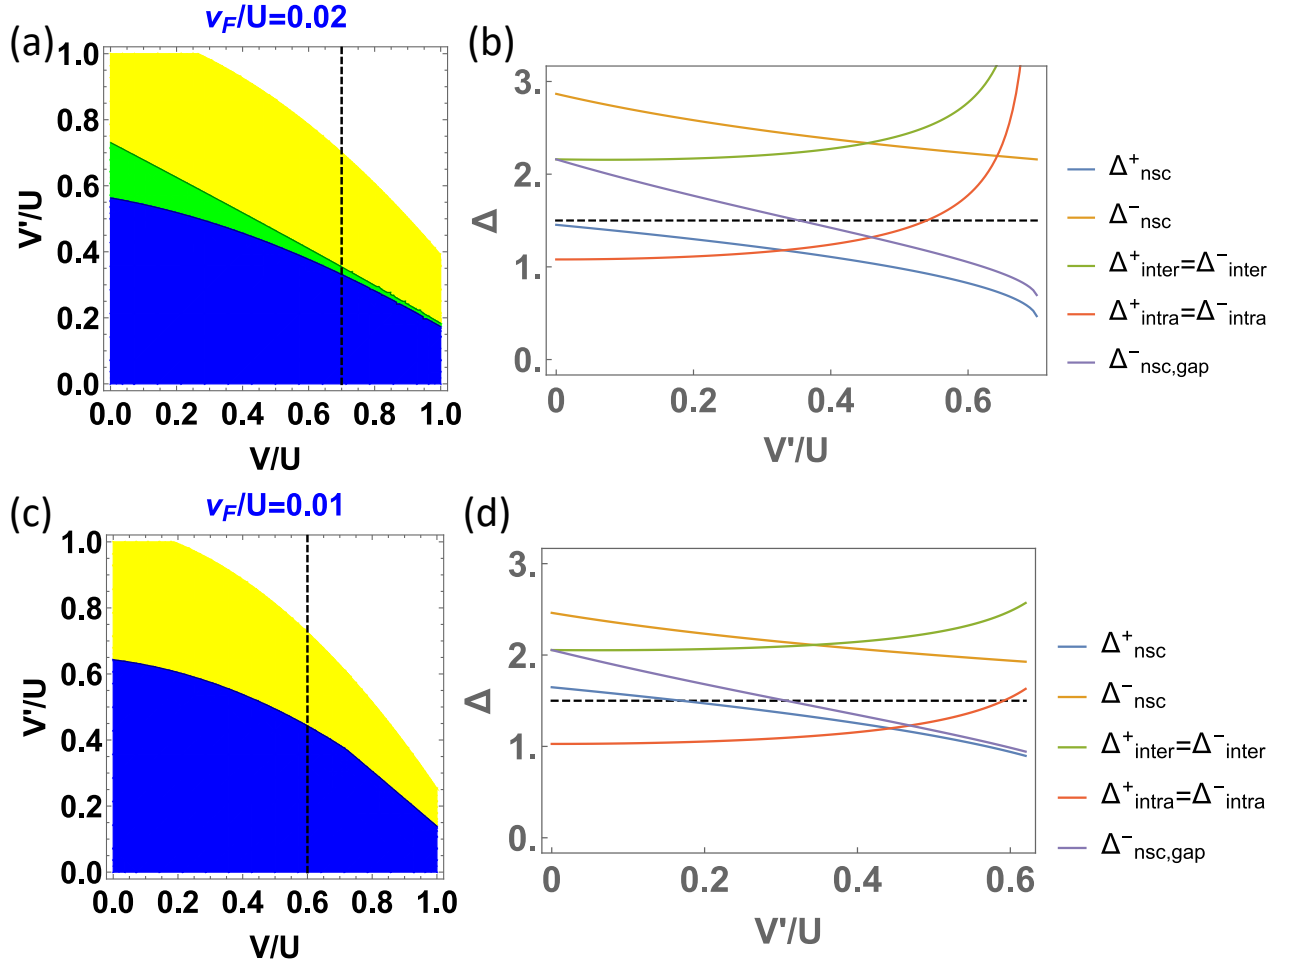 (a)
v_F/U=0.02
V'/U
1.0
0.8
0.6
0.4
0.2
0.0
0.0 0.2 0.4 0.6 0.8 1.0
V/U
(b)
Δ
3.
2.
1.
0.
0 0.2 0.4 0.6
V'/U
Δ⁺nsc
Δ⁻nsc
Δ⁺inter=Δ⁻inter
Δ⁺intra=Δ⁻intra
Δ⁻nsc,gap
(c)
v_F/U=0.01
V'/U
1.0
0.8
0.6
0.4
0.2
0.0
0.0 0.2 0.4 0.6 0.8 1.0
V/U
(d)
Δ
3.
2.
1.
0.
0 0.2 0.4 0.6
V'/U
Δ⁺nsc
Δ⁻nsc
Δ⁺inter=Δ⁻inter
Δ⁺intra=Δ⁻intra
Δ⁻nsc,gap